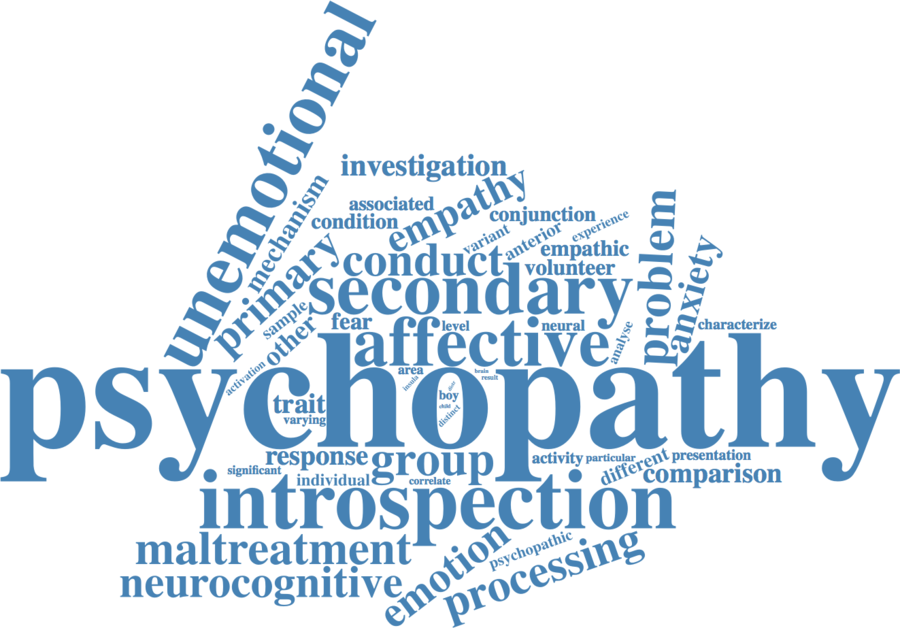 unemotional
investigation
mechanism
associated
condition
empathy
conjunction
experience
variant
anterior
empathic
volunteer
primary
conduct
secondary
problem
anxiety
sample
other
fear
level
neural
analyse
characterize
affective
activation
psychopathy
area
insula
brain
result
boy
child
distinct
trait
varying
response
group
activity
particular
different
presentation
comparison
significant
individual
correlate
introspection
maltreatment
emotion
psychopathic
processing
neurocognitive